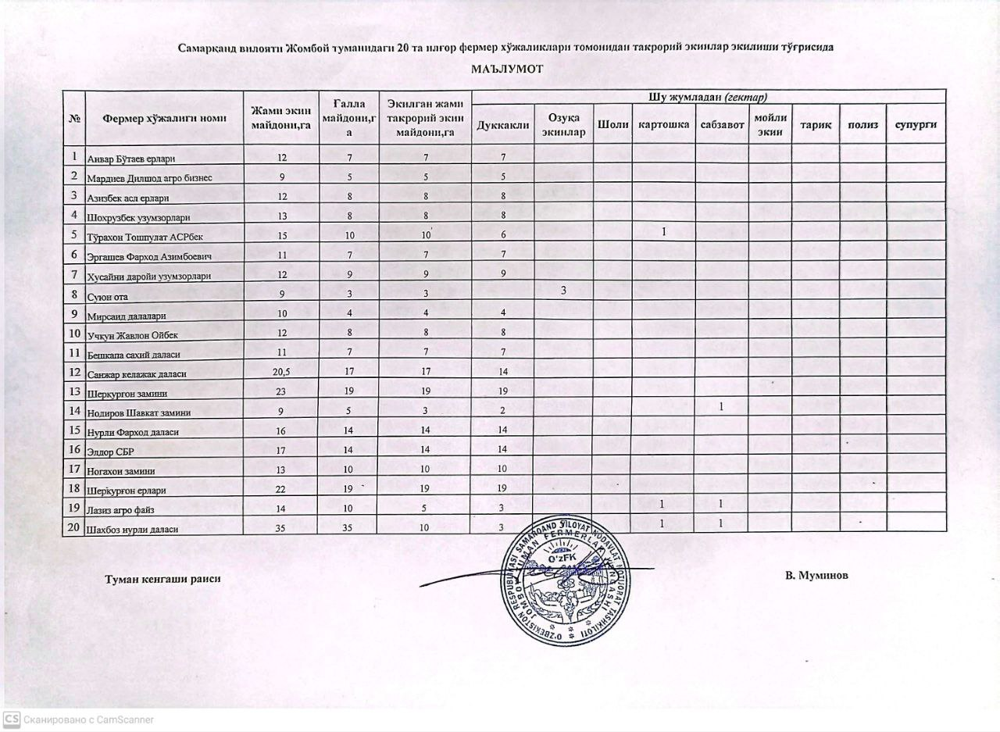 Самарқанд вилояти Жомбой туманидаги 20 та илғор фермер хўжаликлари томонидан такрорий экинлар экилиши тўғрисида
МАЪЛУМОТ
№ Фермер хўжалиги номи Жами экин майдони,га Ғалла майдони,га Экилган жами такрорий экин майдони,га Шу жумладан (гектар)
Дуккакли Озуқа экинлар Шоли картошка сабзавот мойли экин тариқ полиз супурги
1 Анвар Бўтаев ерлари 12 7 7 7
2 Мардиев Дилшод агро бизнес 9 5 5 5
3 Азизбек асл ерлари 12 8 8 8
4 Шохрузбек узумзорлари 13 8 8 8
5 Тўрахон Тошпулат АСРбек 15 10 10 6 1
6 Эргашев Фарход Азимбоевич 11 7 7 7
7 Хусайни даройи узумзорлари 12 9 9 9
8 Суюн ота 9 3 3 3
9 Мирсаид далалари 10 4 4 4
10 Учкун Жавлон Ойбек 12 8 8 8
11 Бешкапа сахий даласи 11 7 7 7
12 Санжар келажак даласи 20,5 17 17 14
13 Шеркургон замини 23 19 19 19
14 Нодиров Шавкат замини 9 5 3 2 1
15 Нурли Фарход даласи 16 14 14 14
16 Элдор СБР 17 14 14 14
17 Ногахон замини 13 10 10 10
18 Шеркурғон ерлари 22 19 19 19
19 Лазиз агро файз 14 10 5 3 1 1
20 Шахбоз нурли даласи 35 35 10 3 1 1
Туман кенгаши раиси
В. Муминов
O'ZBEKISTON RESPUBLIKASI SAMARQAND VILOYAT NODAVLAT NOTIJORAT TASHKILOTI
JOMBOY TUMAN FERMERLAR KENGASHI
O'zFK
CS Сканировано с CamScanner